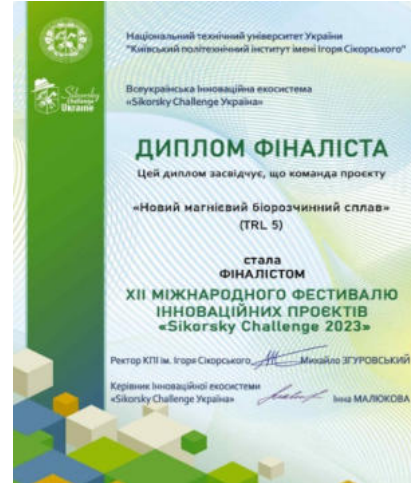 Національний технічний університет України
"Київський політехнічний інститут імені Ігоря Сікорського"
Sikorsky
Challenge
Ukraine
Всеукраїнська Інноваційна екосистема
«Sikorsky Challenge Україна»
ДИПЛОМ ФІНАЛІСТА
Цей диплом засвідчує, що команда проєкту
«Новий магнієвий біорозчинний сплав»
(TRL 5)
стала
ФІНАЛІСТОМ
XII МІЖНАРОДНОГО ФЕСТИВАЛЮ
ІННОВАЦІЙНИХ ПРОЄКТІВ
«Sikorsky Challenge 2023»
Ректор КПІ ім. Ігоря Сікорського Михайло ЗГУРОВСЬКИЙ
Керівник Інноваційної екосистеми
«Sikorsky Challenge Україна» Інна МАЛЮКОВА